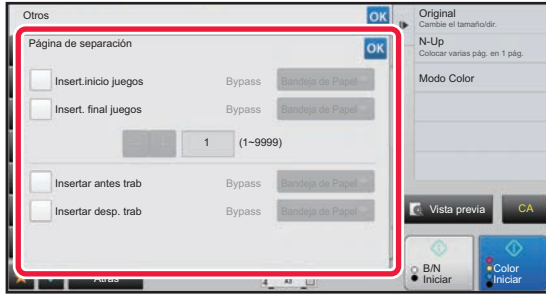 Otros
OK
Página de separación
OK
Insert.inicio juegos
Bypass
Bandeja de Papel
Insert. final juegos
Bypass
Bandeja de Papel
1
(1~9999)
Insertar antes trab
Bypass
Bandeja de Papel
Insertar desp. trab
Bypass
Bandeja de Papel
Atrás
A3
Original
Cambie el tamaño/dir.
N-Up
Colocar varias pág. en 1 pág.
Modo Color
Vista previa
CA
B/N
Iniciar
Color
Iniciar